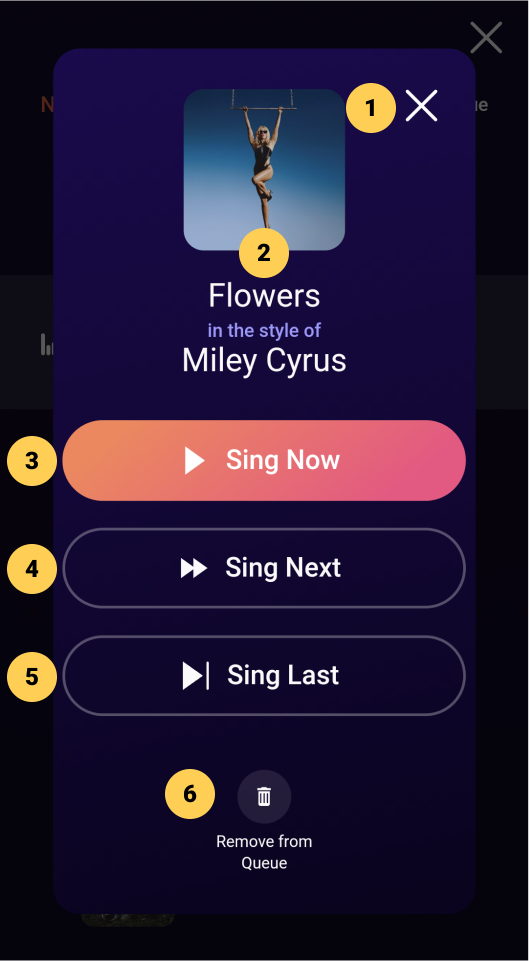 1
N
ue
2
Flowers
in the style of
Miley Cyrus
3
Sing Now
4
Sing Next
5
Sing Last
6
Remove from
Queue